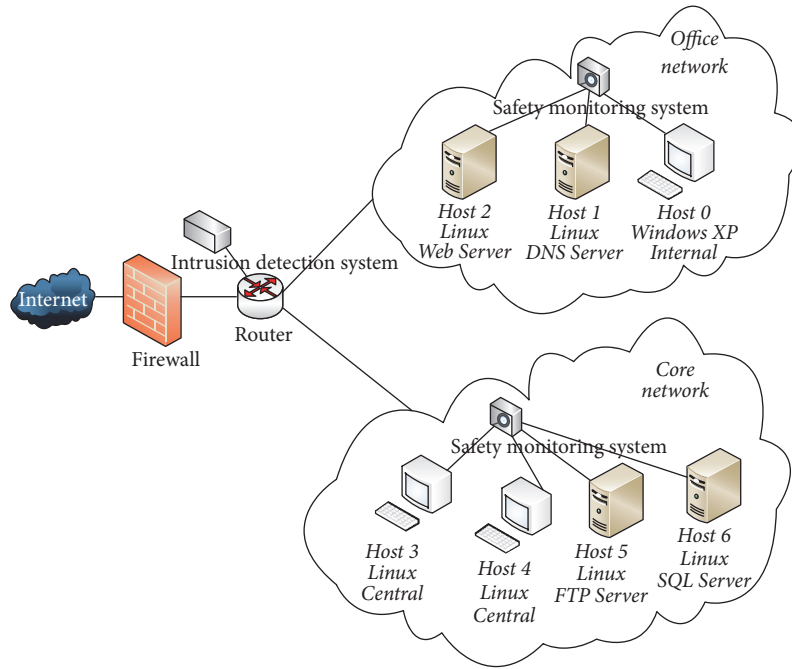 Office
network
Safety monitoring system
Host 2
Linux
Web Server
Host 1
Linux
DNS Server
Host 0
Windows XP
Internal
Intrusion detection system
Internet
Firewall
Router
Core
network
Safety monitoring system
Host 3
Linux
Central
Host 4
Linux
Central
Host 5
Linux
FTP Server
Host 6
Linux
SQL Server